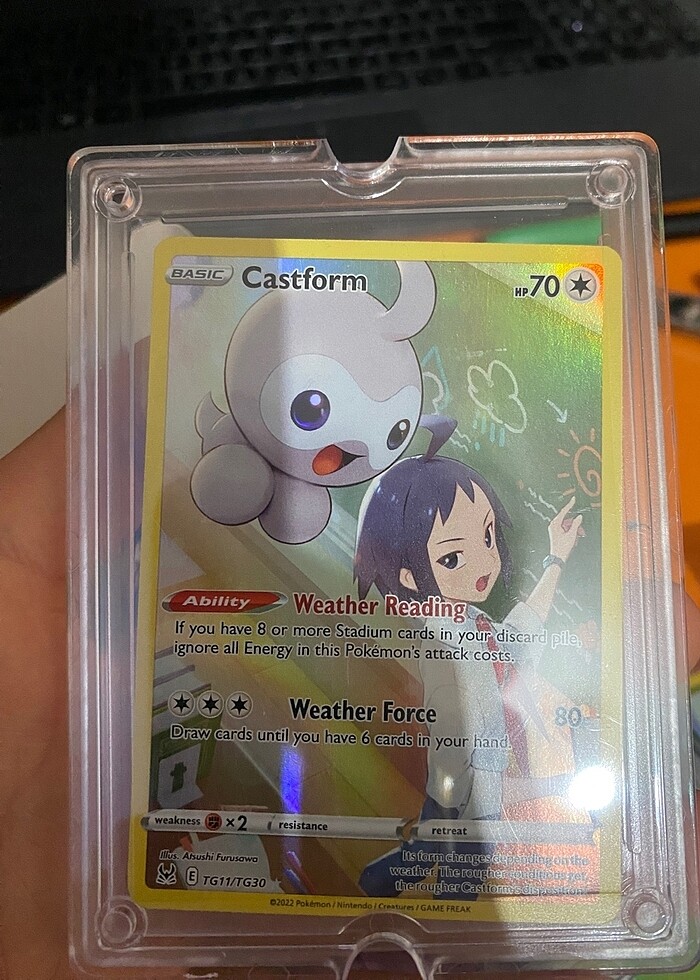 BASIC Castform HP70
Ability Weather Reading
If you have 8 or more Stadium cards in your discard pile,
ignore all Energy in this Pokémon's attack costs.
Weather Force 80
Draw cards until you have 6 cards in your hand.
weakness ×2 resistance retreat
Illus. Atsushi Furusawa
E TG11/TG30
Its form changes depending on the
weather. The rougher conditions get,
the rougher Castform's disposition!
©2022 Pokémon / Nintendo / Creatures / GAME FREAK